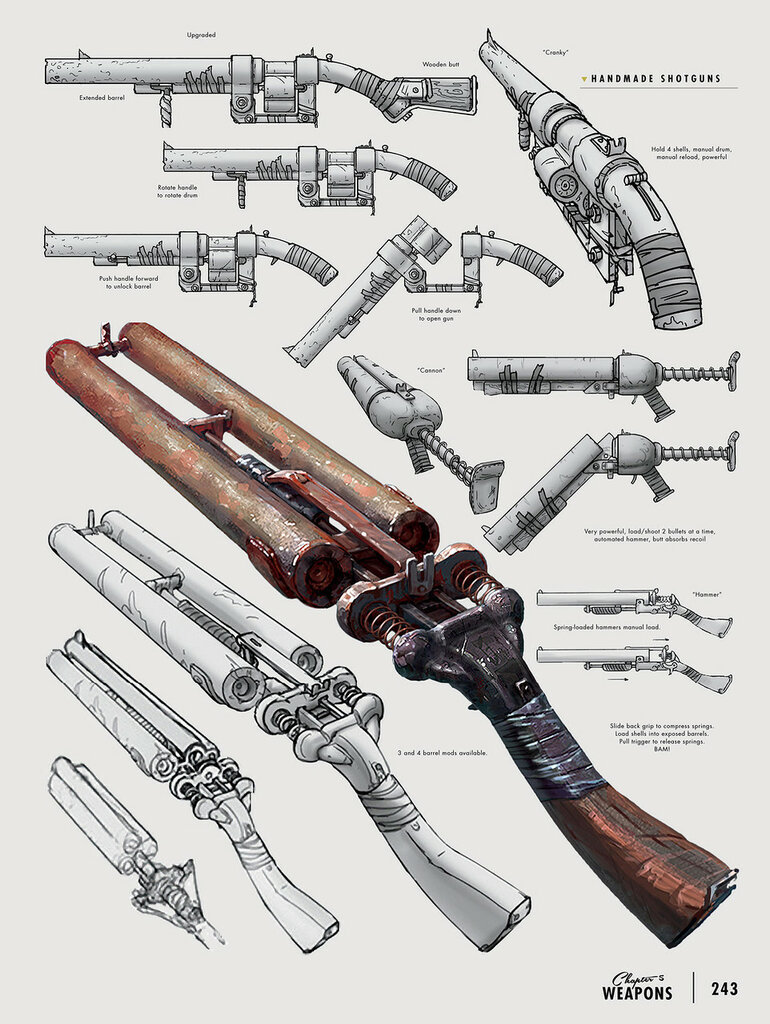 Upgraded
Extended barrel
Wooden butt
"Cranky"
HANDMADE SHOTGUNS
Hold 4 shells, manual drum,
manual reload, powerful
Rotate handle
to rotate drum
Push handle forward
to unlock barrel
Pull handle down
to open gun
"Cannon"
Very powerful, load/shoot 2 bullets at a time,
automated hammer, butt absorbs recoil
"Hammer"
Spring-loaded hammers manual load.
Slide back grip to compress springs.
Load shells into exposed barrels.
Pull trigger to release springs.
BAM!
3 and 4 barrel mods available.
Chapter 5
WEAPONS
243